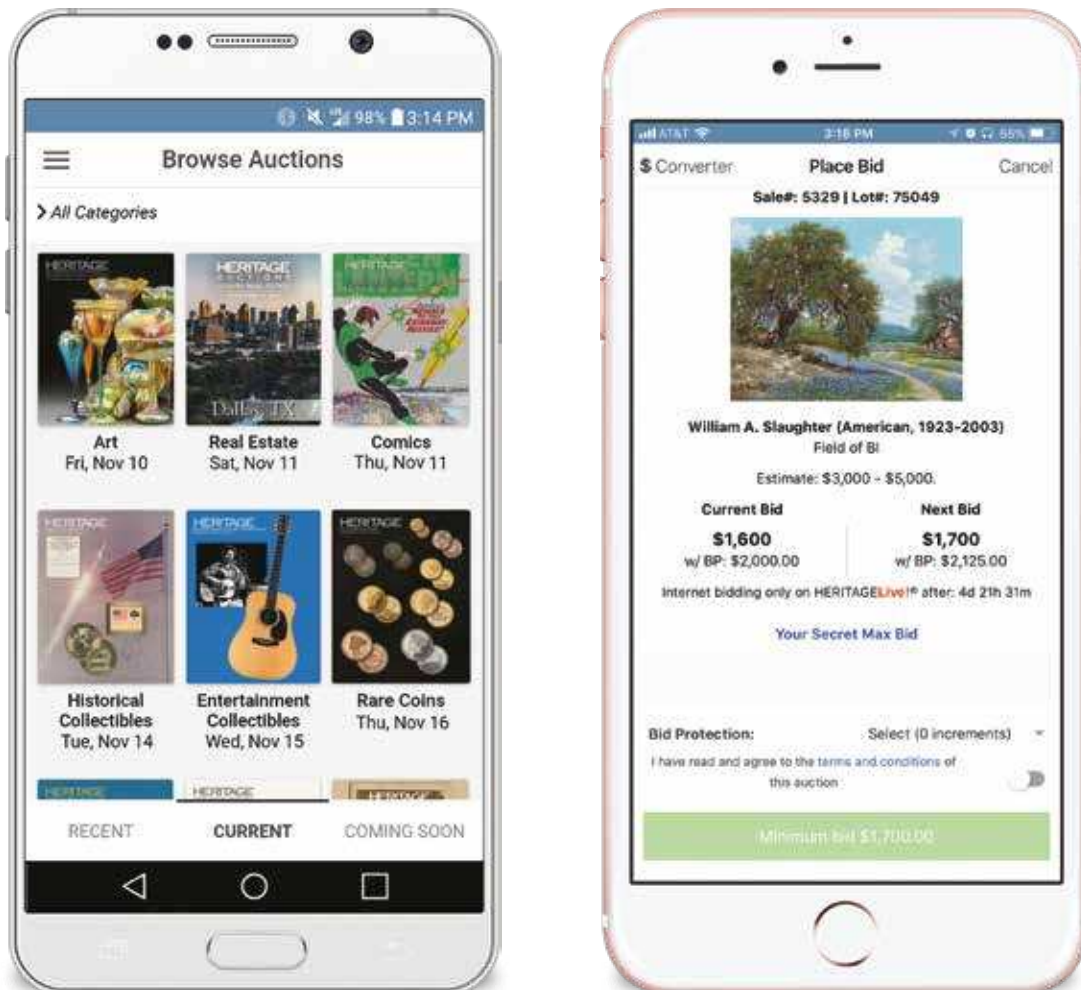 98% 3:14 PM
Browse Auctions
All Categories
HERITAGE
HERITAGE
AUCTIONS
Dallas, TX
HERITAGE
Art
Fri, Nov 10
Real Estate
Sat, Nov 11
Comics
Thu, Nov 11
HERITAGE
HERITAGE
HERITAGE
Historical
Collectibles
Tue, Nov 14
Entertainment
Collectibles
Wed, Nov 15
Rare Coins
Thu, Nov 16
HERITAGE
HERITAGE
HERITAGE
RECENT
CURRENT
COMING SOON
AT&T 3:16 PM 55%
$ Converter
Place Bid
Cancel
Sale#: 5329 | Lot#: 75049
William A. Slaughter (American, 1923-2003)
Field of Bl
Estimate: $3,000 - $5,000.
Current Bid
$1,600
w/ BP: $2,000.00
Next Bid
$1,700
w/ BP: $2,125.00
Internet bidding only on HERITAGELive!® after: 4d 21h 31m
Your Secret Max Bid
Bid Protection:
Select (0 increments)
I have read and agree to the terms and conditions of
this auction
Minimum bid $1,700.00